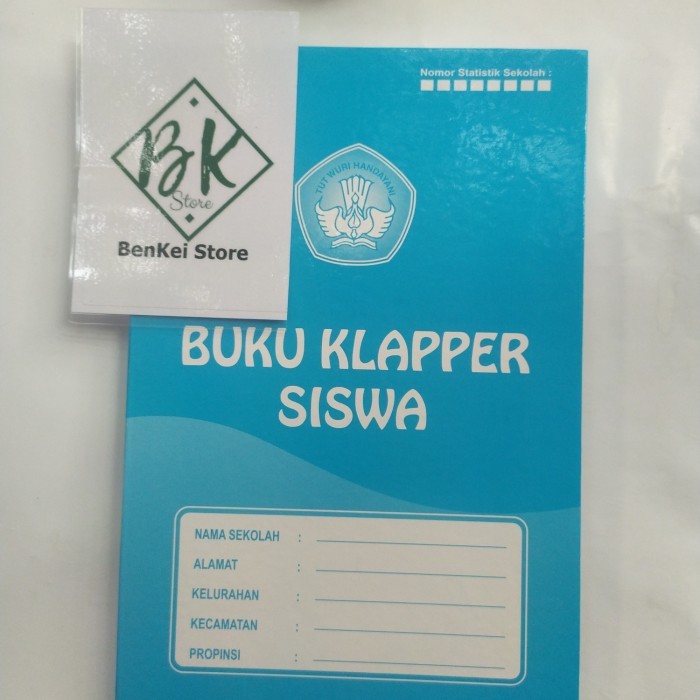 BK
Store
BenKei Store
Nomor Statistik Sekolah :
TUT WURI HANDAYANI
BUKU KLAPPER
SISWA
NAMA SEKOLAH :
ALAMAT :
KELURAHAN :
KECAMATAN :
PROPINSI :